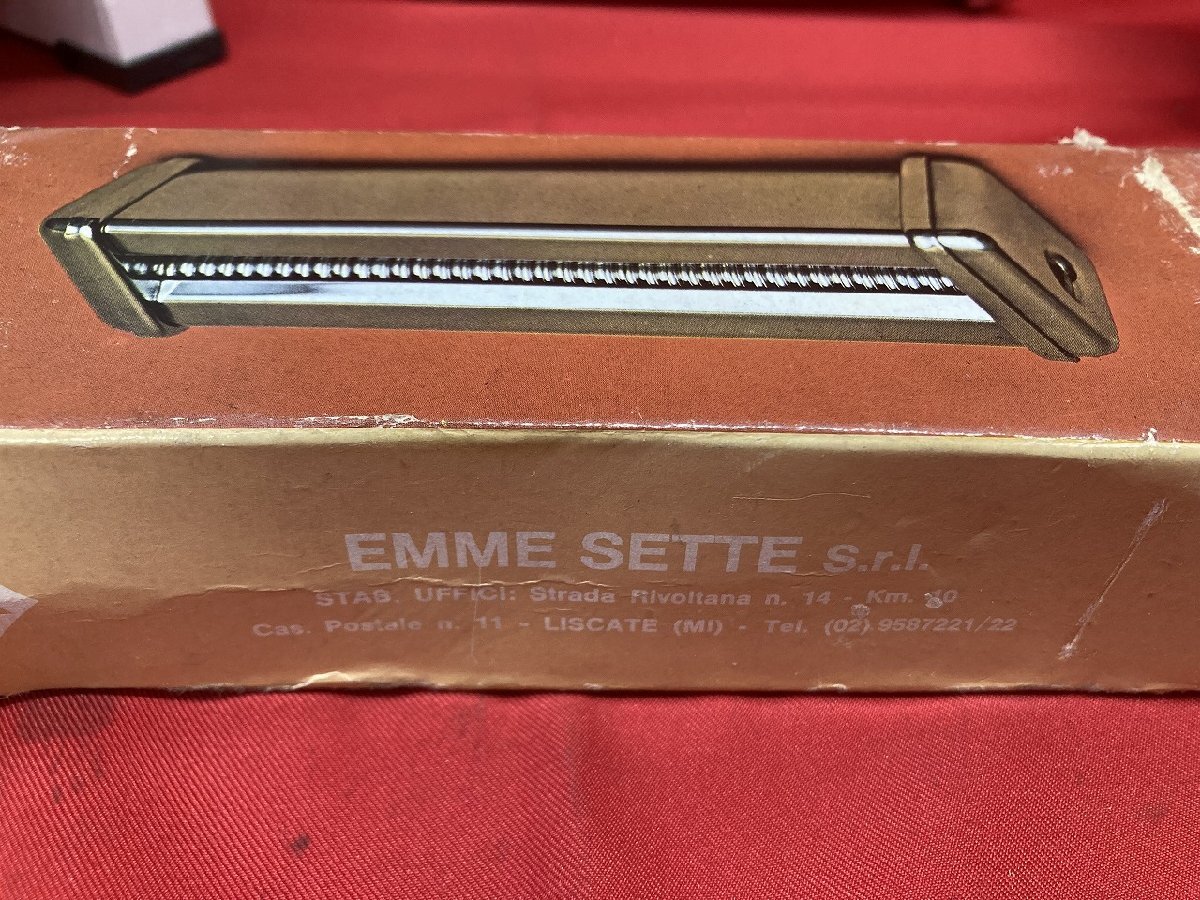 EMME SETTE S.r.l.
STAB. UFFICI: Strada Rivoltana n. 14 - Km. 10
Cas. Postale n. 11 - LISCATE (MI) - Tel. (02) 9587221/22